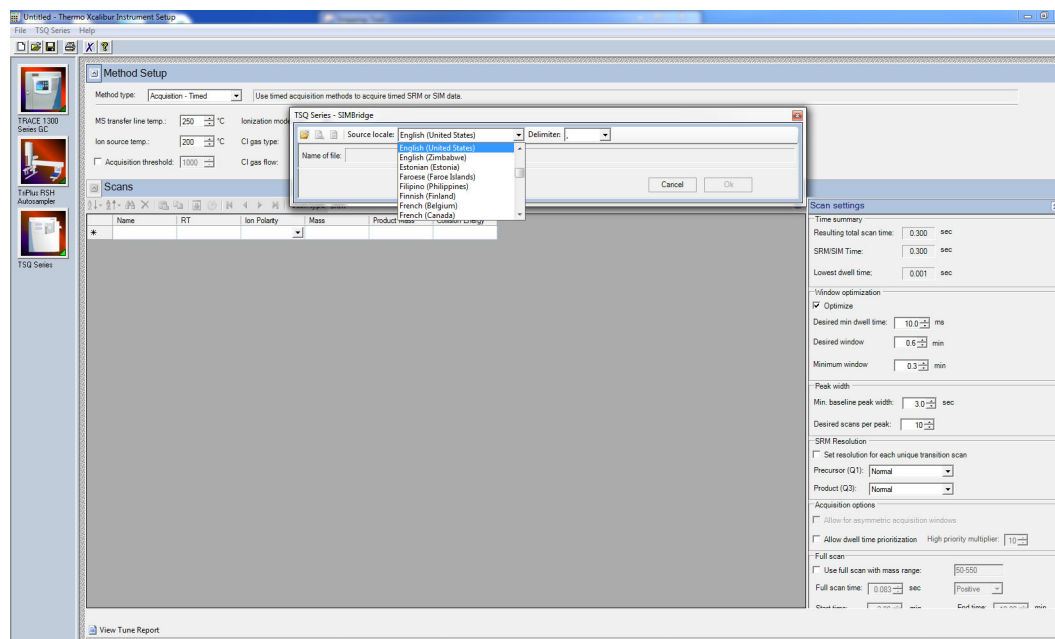 Untitled - Thermo Xcalibur Instrument Setup
File TSQ Series Help
Method Setup
Method type: Acquisition - Timed Use timed acquisition methods to acquire timed SRM or SIM data.
TRACE 1300
Series GC
MS transfer line temp.: 250 °C Ionization mode
Ion source temp.: 200 °C CI gas type:
Acquisition threshold: 1000 CI gas flow:
TSQ Series - SIMBridge
Source locale: English (United States) Delimiter: ,
Name of file:
English (United States)
English (Zimbabwe)
Estonian (Estonia)
Faroese (Faroe Islands)
Filipino (Philippines)
Finnish (Finland)
French (Belgium)
French (Canada)
Cancel Ok
TriPlus RSH
Autosampler
TSQ Series
Scans
Name RT Ion Polarity Mass Product Mass Collision Energy
Scan settings
Time summary
Resulting total scan time: 0.300 sec
SRM/SIM Time: 0.300 sec
Lowest dwell time: 0.001 sec
Window optimization
Optimize
Desired min dwell time: 10.0 ms
Desired window 0.6 min
Minimum window 0.3 min
Peak width
Min. baseline peak width: 3.0 sec
Desired scans per peak: 10
SRM Resolution
Set resolution for each unique transition scan
Precursor (Q1): Normal
Product (Q3): Normal
Acquisition options
Allow for asymmetric acquisition windows
Allow dwell time prioritization High priority multiplier: 10
Full scan
Use full scan with mass range: 50-550
Full scan time: 0.083 sec Positive
Start time: min End time: min
View Tune Report